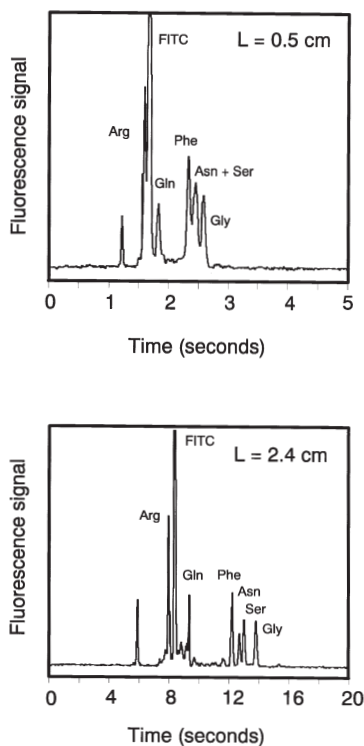 Fluorescence signal
L = 0.5 cm
FITC
Arg
Phe
Asn + Ser
Gln
Gly
0 1 2 3 4 5
Time (seconds)
Fluorescence signal
FITC
L = 2.4 cm
Arg
Gln
Phe
Asn
Ser
Gly
0 4 8 12 16 20
Time (seconds)